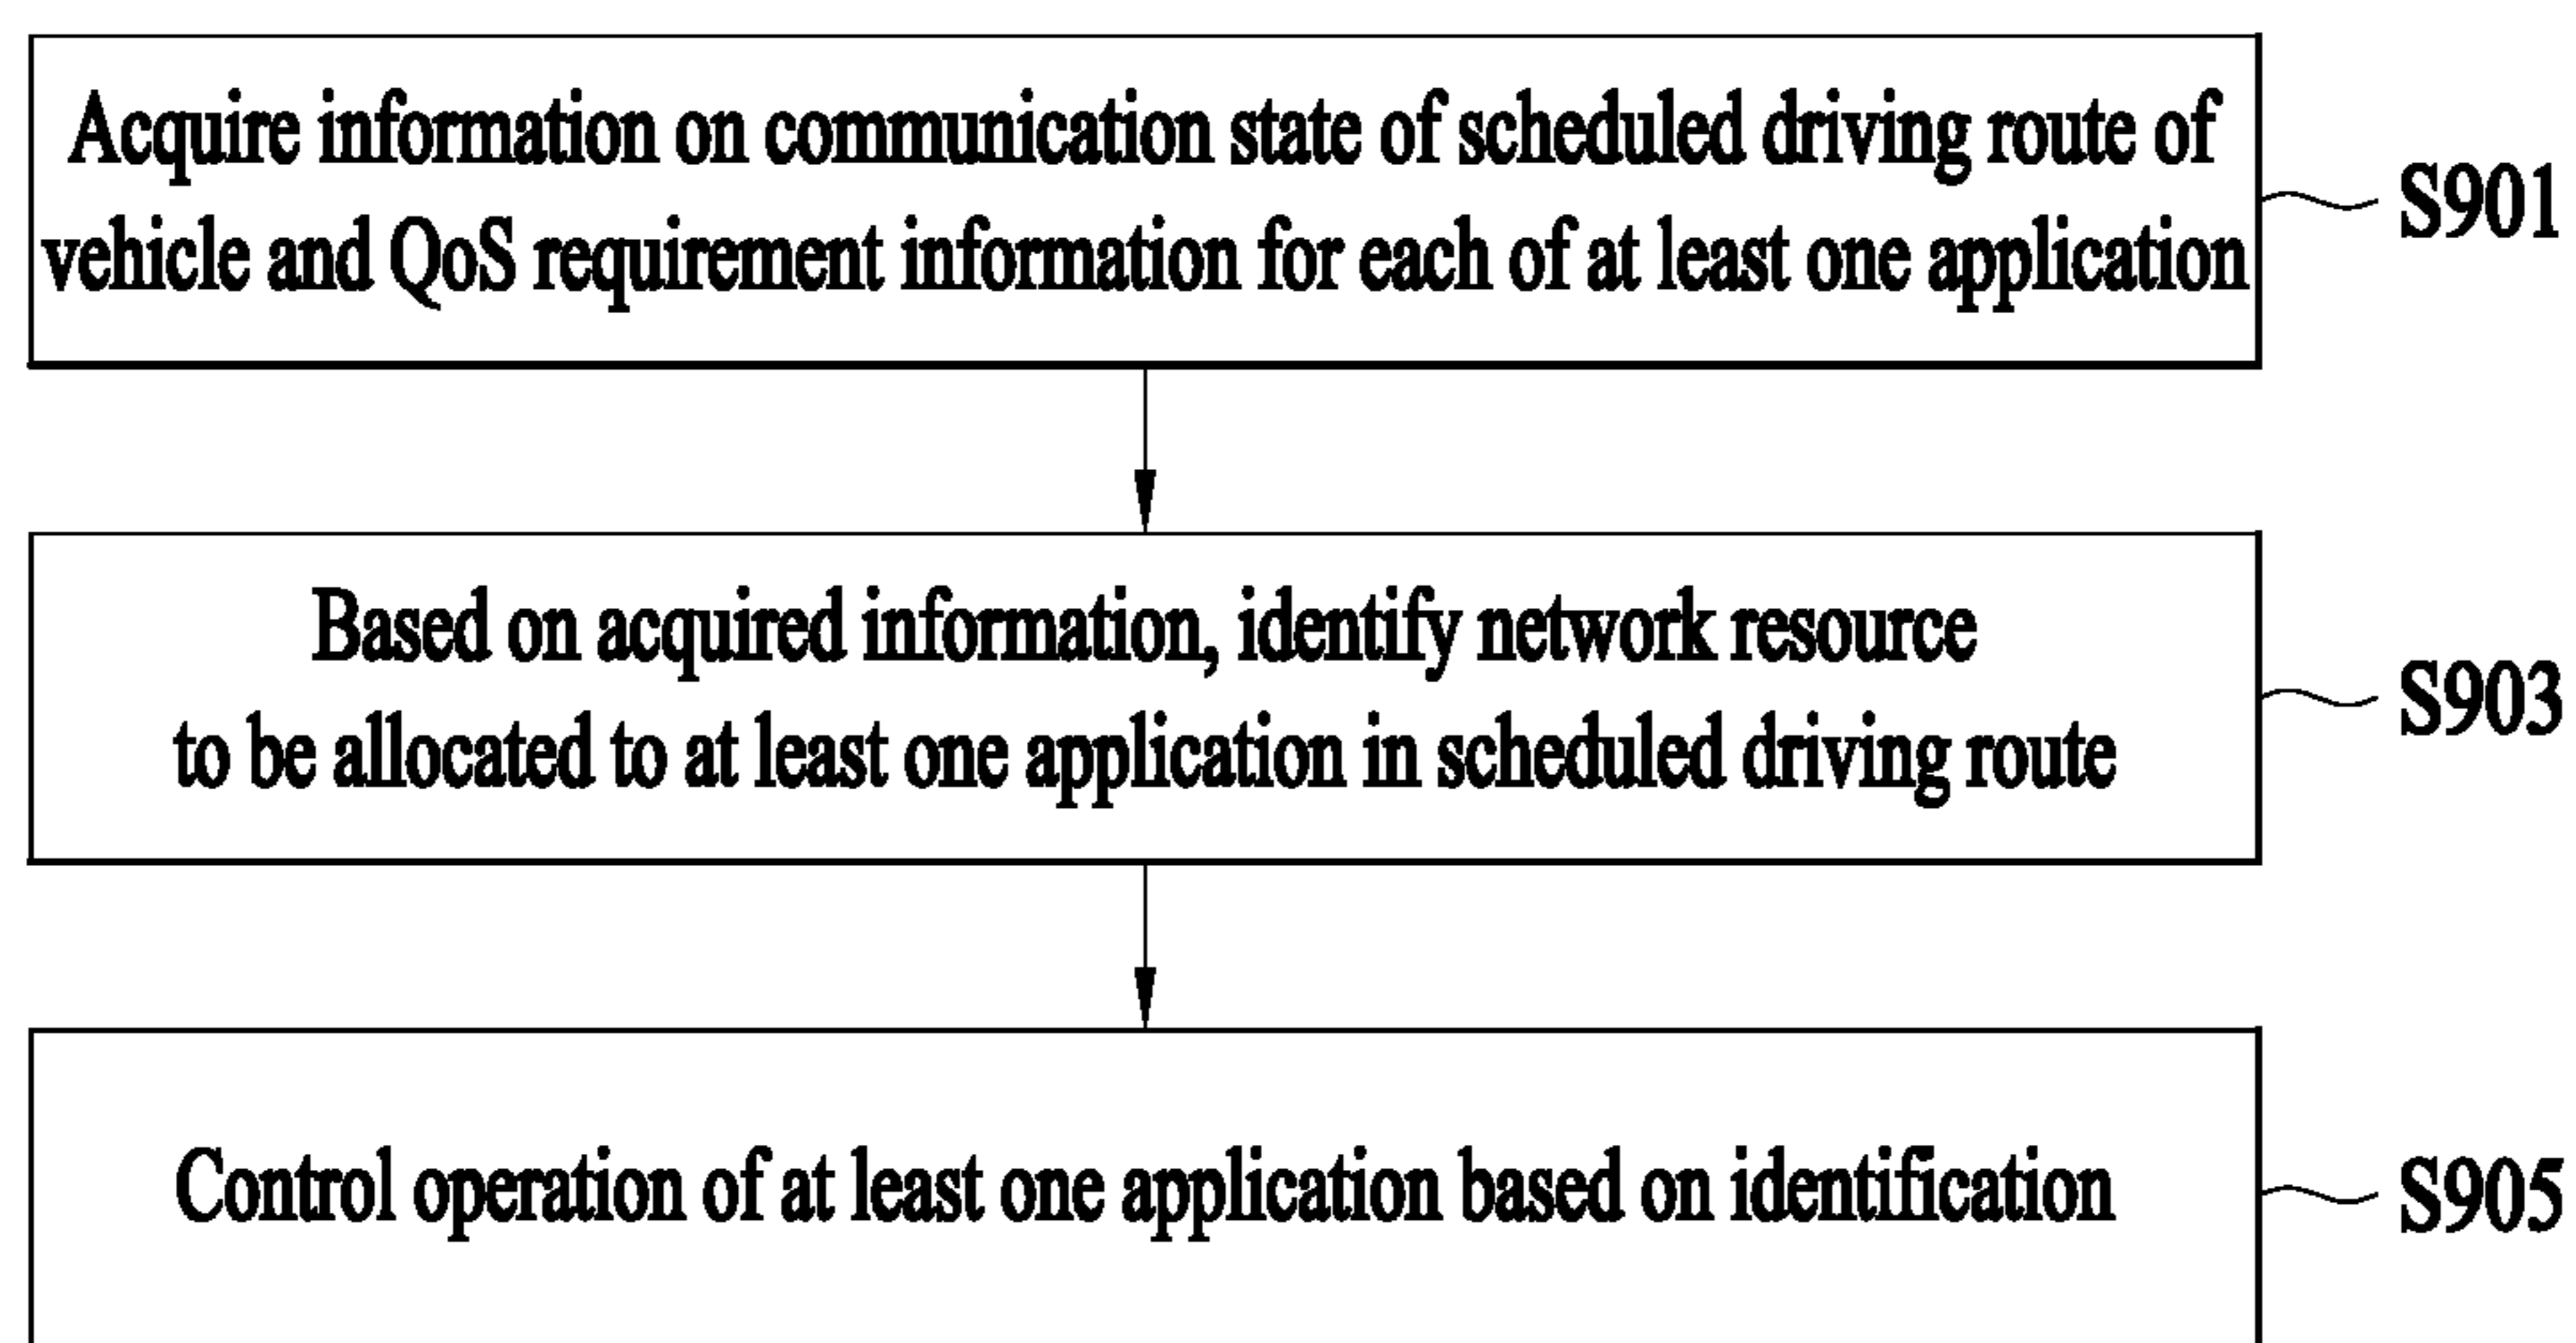 Acquire information on communication state of scheduled driving route of
vehicle and QoS requirement information for each of at least one application
S901
Based on acquired information, identify network resource
to be allocated to at least one application in scheduled driving route
S903
Control operation of at least one application based on identification
S905